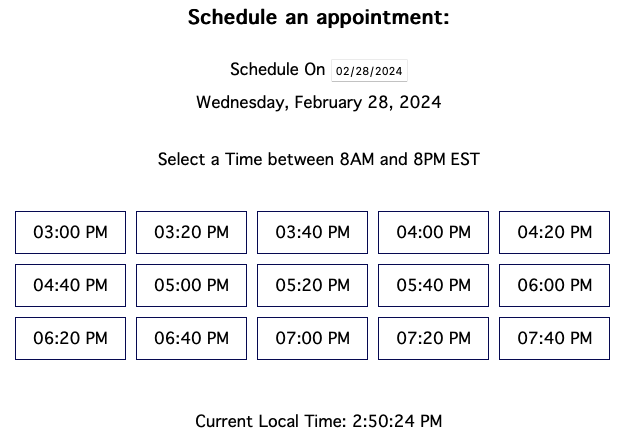 Schedule an appointment:
Schedule On 02/28/2024
Wednesday, February 28, 2024
Select a Time between 8AM and 8PM EST
03:00 PM 03:20 PM 03:40 PM 04:00 PM 04:20 PM
04:40 PM 05:00 PM 05:20 PM 05:40 PM 06:00 PM
06:20 PM 06:40 PM 07:00 PM 07:20 PM 07:40 PM
Current Local Time: 2:50:24 PM